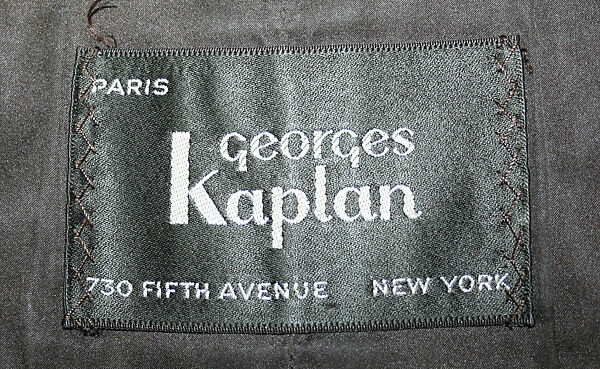 PARIS
georges
Kaplan
730 FIFTH AVENUE NEW YORK